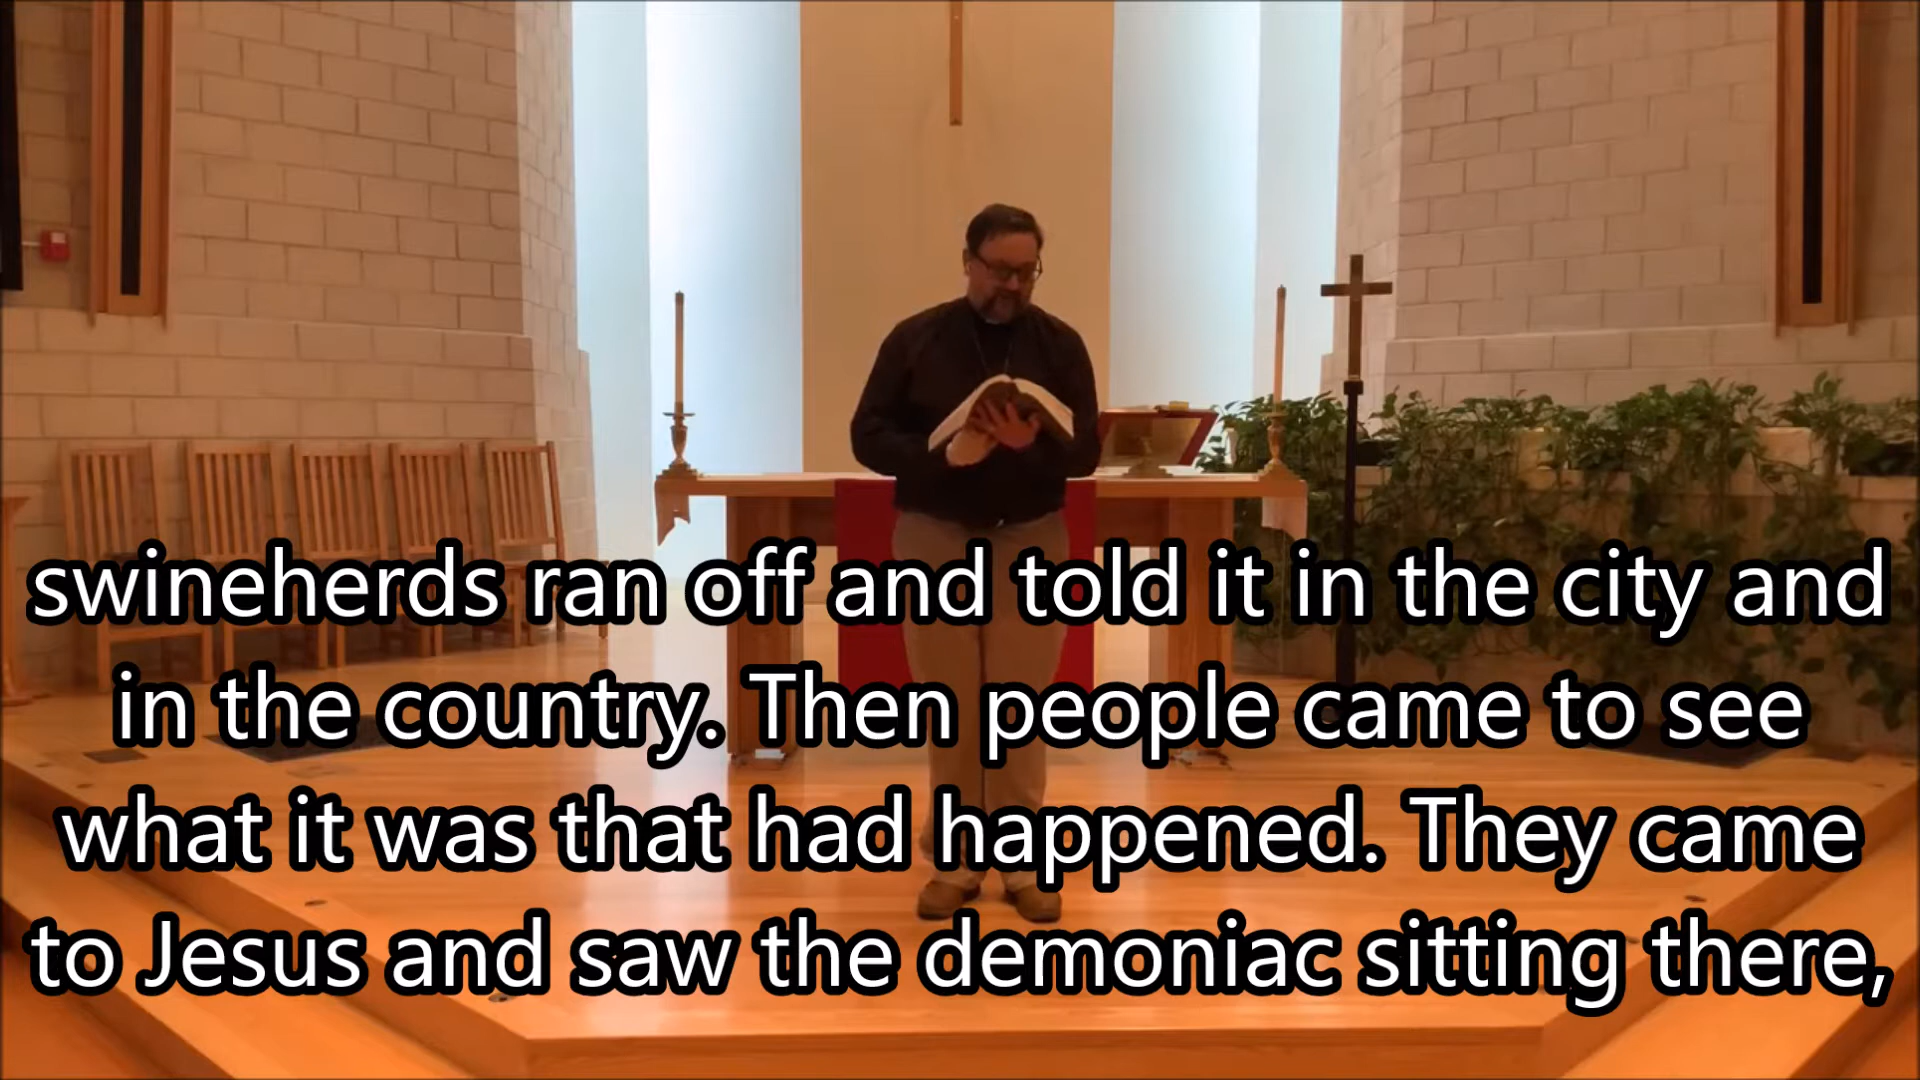 swineherds ran off and told it in the city and
in the country. Then people came to see
what it was that had happened. They came
to Jesus and saw the demoniac sitting there,